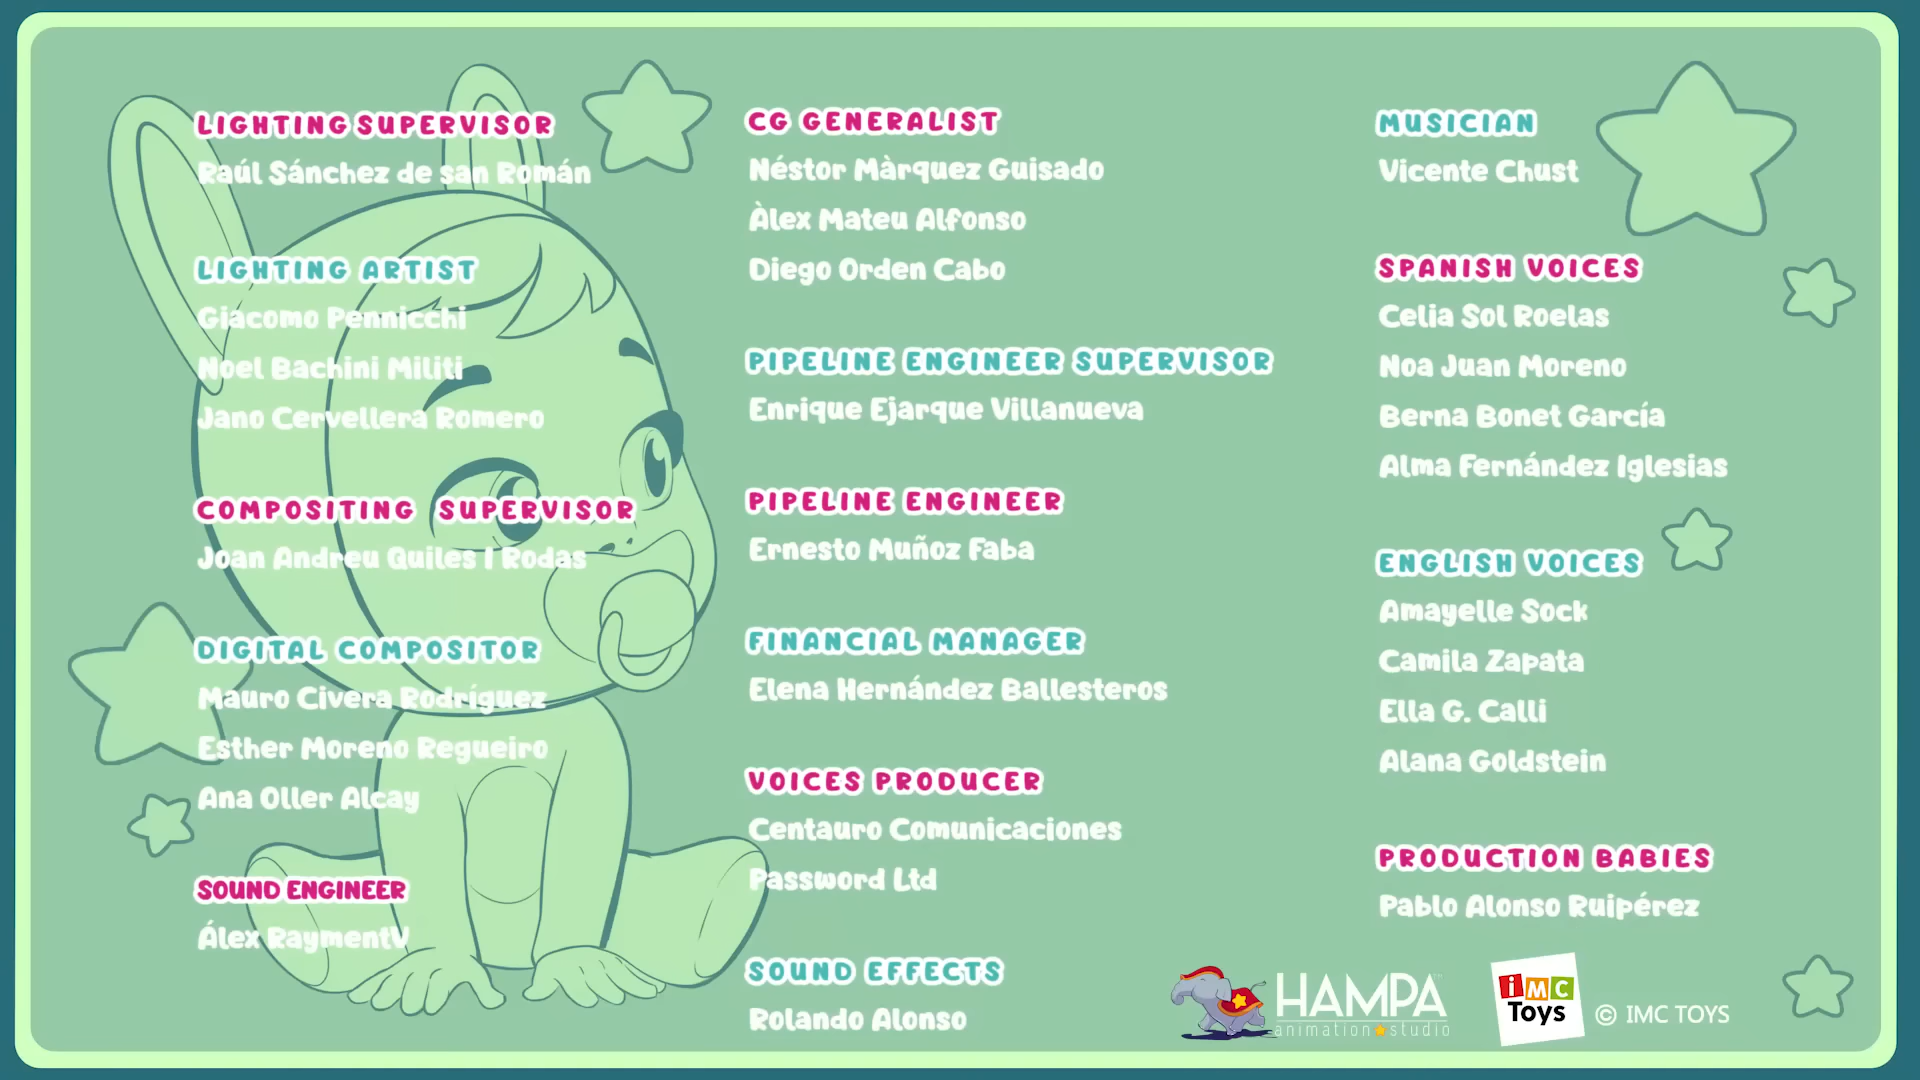 LIGHTING SUPERVISOR
Raúl Sánchez de san Román
LIGHTING ARTIST
Giácomo Pennicchi
Noel Bachini Militi
Jano Cervellera Romero
COMPOSITING SUPERVISOR
Joan Andreu Quiles I Rodas
DIGITAL COMPOSITOR
Mauro Civera Rodríguez
Esther Moreno Regueiro
Ana Oller Alcay
SOUND ENGINEER
Álex RaymentV
CG GENERALIST
Néstor Màrquez Guisado
Àlex Mateu Alfonso
Diego Orden Cabo
PIPELINE ENGINEER SUPERVISOR
Enrique Ejarque Villanueva
PIPELINE ENGINEER
Ernesto Muñoz Faba
FINANCIAL MANAGER
Elena Hernández Ballesteros
VOICES PRODUCER
Centauro Comunicaciones
Password Ltd
SOUND EFFECTS
Rolando Alonso
MUSICIAN
Vicente Chust
SPANISH VOICES
Celia Sol Roelas
Noa Juan Moreno
Berna Bonet García
Alma Fernández Iglesias
ENGLISH VOICES
Amayelle Sock
Camila Zapata
Ella G. Calli
Alana Goldstein
PRODUCTION BABIES
Pablo Alonso Ruipérez
HAMPA
animation studio
iMC
Toys
© IMC TOYS